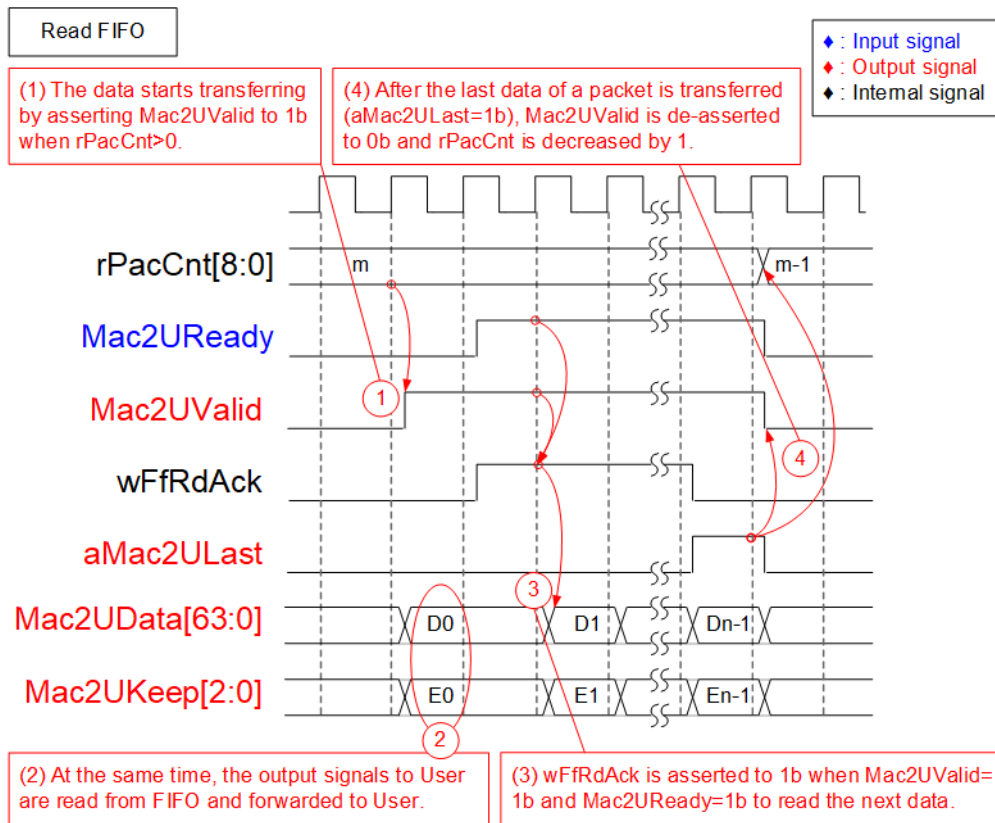 Read FIFO
♦ : Input signal
♦ : Output signal
♦ : Internal signal
(1) The data starts transferring
by asserting Mac2UValid to 1b
when rPacCnt>0.
(4) After the last data of a packet is transferred
(aMac2ULast=1b), Mac2UValid is de-asserted
to 0b and rPacCnt is decreased by 1.
rPacCnt[8:0]
m
m-1
Mac2UReady
Mac2UValid
1
4
wFfRdAck
aMac2ULast
3
Mac2UData[63:0]
D0
D1
Dn-1
Mac2UKeep[2:0]
E0
E1
En-1
2
(2) At the same time, the output signals to User
are read from FIFO and forwarded to User.
(3) wFfRdAck is asserted to 1b when Mac2UValid=
1b and Mac2UReady=1b to read the next data.